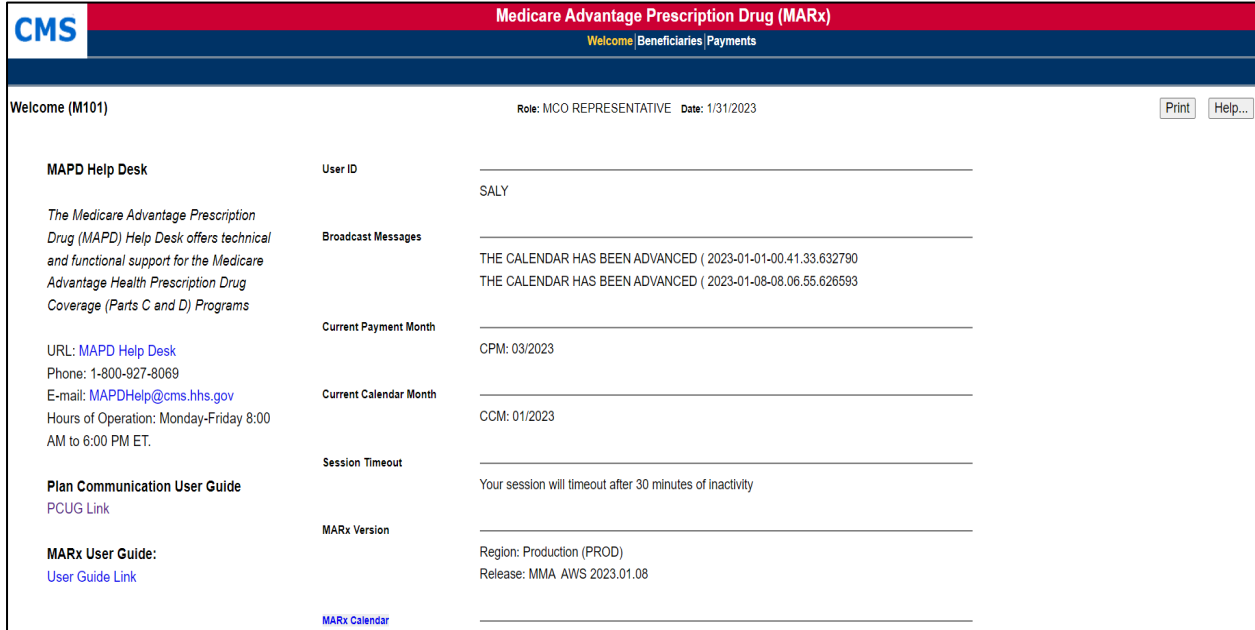 CMS
Medicare Advantage Prescription Drug (MARx)
Welcome|Beneficiaries|Payments
Welcome (M101)
Role: MCO REPRESENTATIVE Date: 1/31/2023
Print
Help...
MAPD Help Desk
The Medicare Advantage Prescription
Drug (MAPD) Help Desk offers technical
and functional support for the Medicare
Advantage Health Prescription Drug
Coverage (Parts C and D) Programs
URL: MAPD Help Desk
Phone: 1-800-927-8069
E-mail: MAPDHelp@cms.hhs.gov
Hours of Operation: Monday-Friday 8:00
AM to 6:00 PM ET.
Plan Communication User Guide
PCUG Link
MARx User Guide:
User Guide Link
User ID
SALY
Broadcast Messages
THE CALENDAR HAS BEEN ADVANCED ( 2023-01-01-00.41.33.632790
THE CALENDAR HAS BEEN ADVANCED ( 2023-01-08-08.06.55.626593
Current Payment Month
CPM: 03/2023
Current Calendar Month
CCM: 01/2023
Session Timeout
Your session will timeout after 30 minutes of inactivity
MARx Version
Region: Production (PROD)
Release: MMA AWS 2023.01.08
MARx Calendar